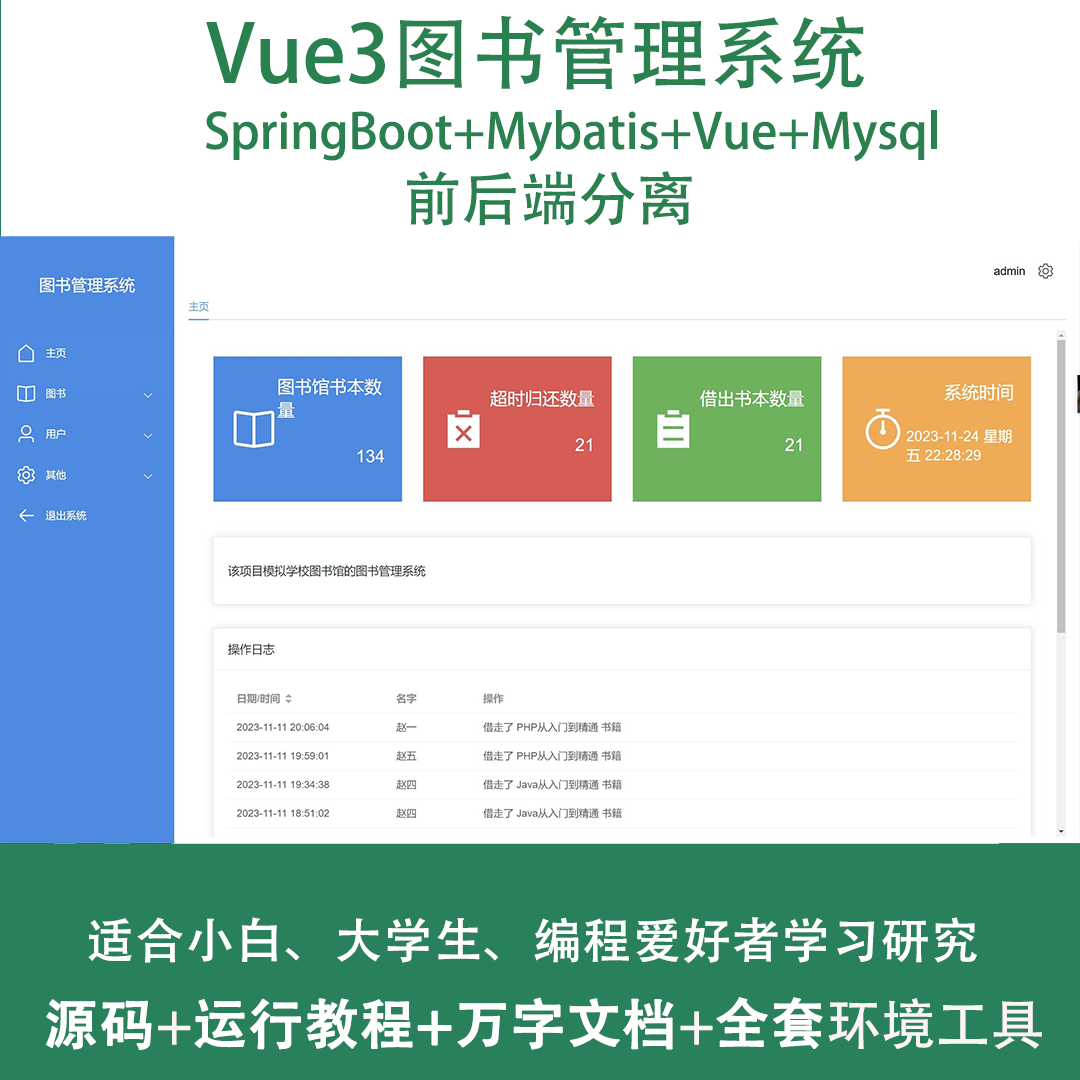 Vue3图书管理系统
SpringBoot+Mybatis+Vue+Mysql
前后端分离
图书管理系统
主页
图书
用户
其他
退出系统
admin
主页
图书馆书本数
量
134
超时归还数量
21
借出书本数量
21
系统时间
2023-11-24 星期
五 22:28:29
该项目模拟学校图书馆的图书管理系统
操作日志
日期/时间 名字 操作
2023-11-11 20:06:04 赵一 借走了 PHP从入门到精通 书籍
2023-11-11 19:59:01 赵五 借走了 PHP从入门到精通 书籍
2023-11-11 19:34:38 赵四 借走了 Java从入门到精通 书籍
2023-11-11 18:51:02 赵四 借走了 Java从入门到精通 书籍
适合小白、大学生、编程爱好者学习研究
源码+运行教程+万字文档+全套环境工具